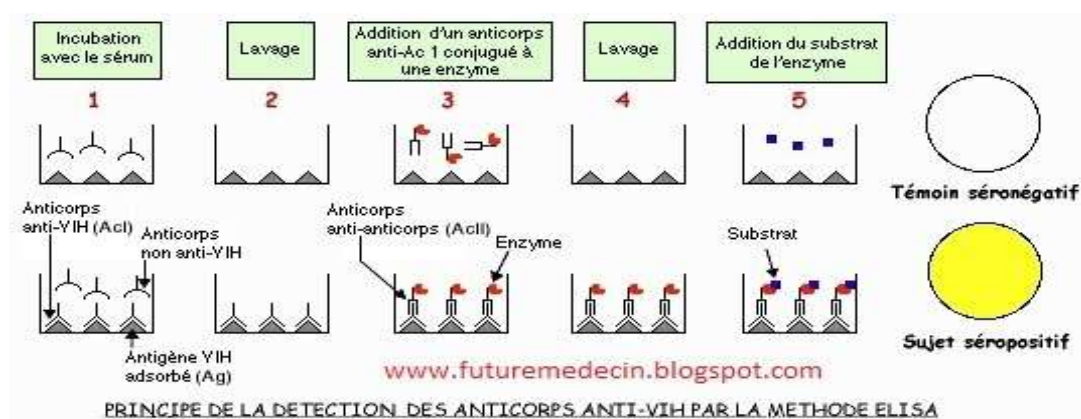 Incubation
avec le sérum
Lavage
Addition d'un anticorps
anti-Ac 1 conjugué à
une enzyme
Lavage
Addition du substrat
de l'enzyme
1
2
3
4
5
Témoin séronégatif
Anticorps
anti-VIH (AcI)
Anticorps
non anti-VIH
Anticorps
anti-anticorps (AcII)
Enzyme
Substrat
Antigène VIH
adsorbé (Ag)
Sujet séropositif
www.futuremedecin.blogspot.com
PRINCIPE DE LA DETECTION DES ANTICORPS ANTI-VIH PAR LA METHODE ELISA